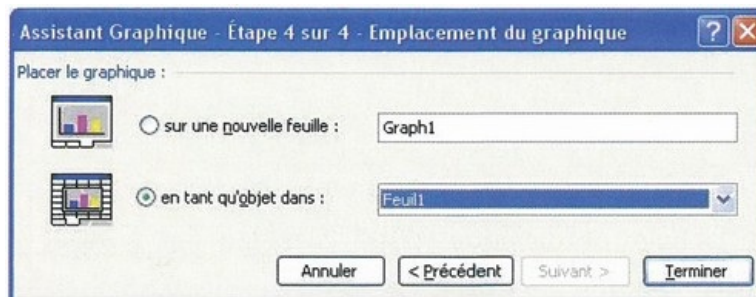 Assistant Graphique - Étape 4 sur 4 - Emplacement du graphique
Placer le graphique :
sur une nouvelle feuille : Graph1
en tant qu'objet dans : Feuil1
Annuler < Précédent Suivant > Terminer